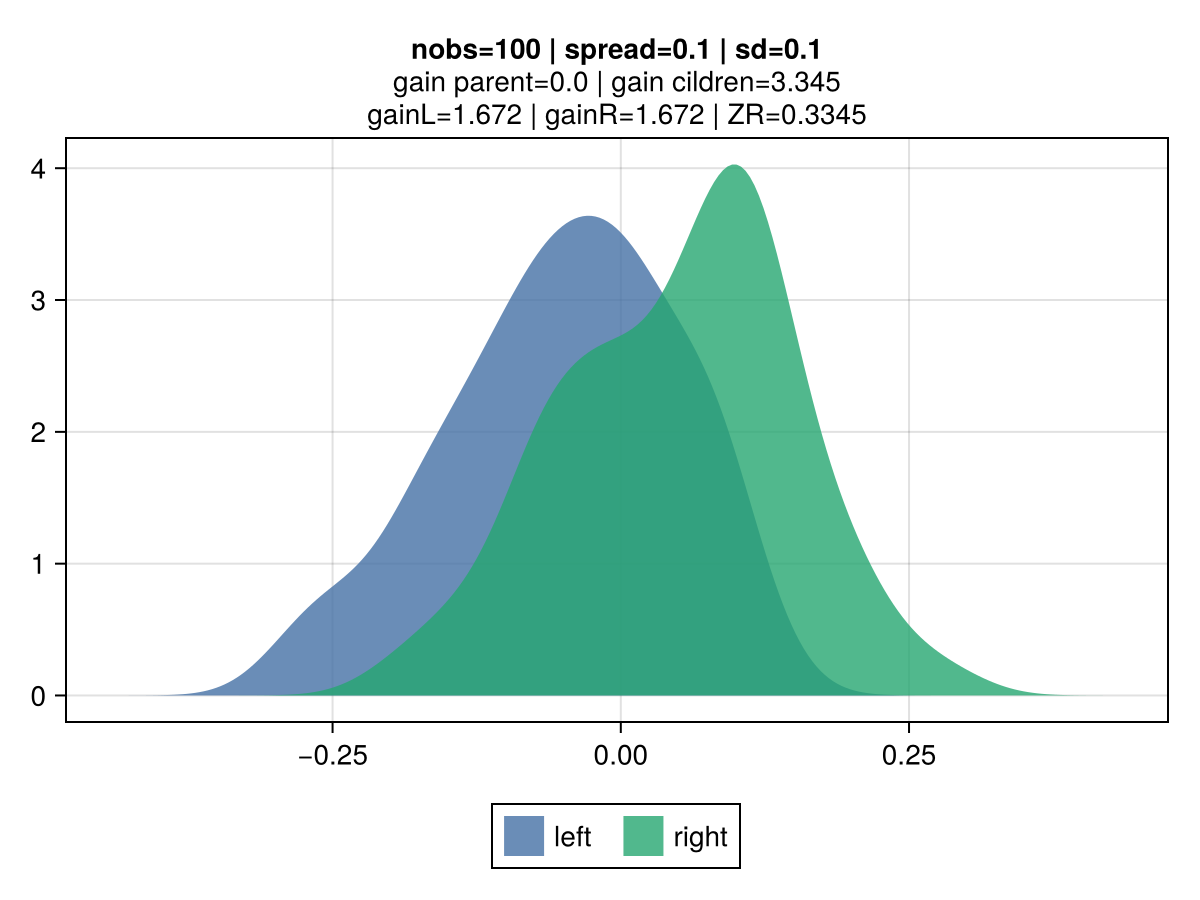 nobs=100 | spread=0.1 | sd=0.1
gain parent=0.0 | gain cildren=3.345
gainL=1.672 | gainR=1.672 | ZR=0.3345
4
3
2
1
0
−0.25 0.00 0.25
left right